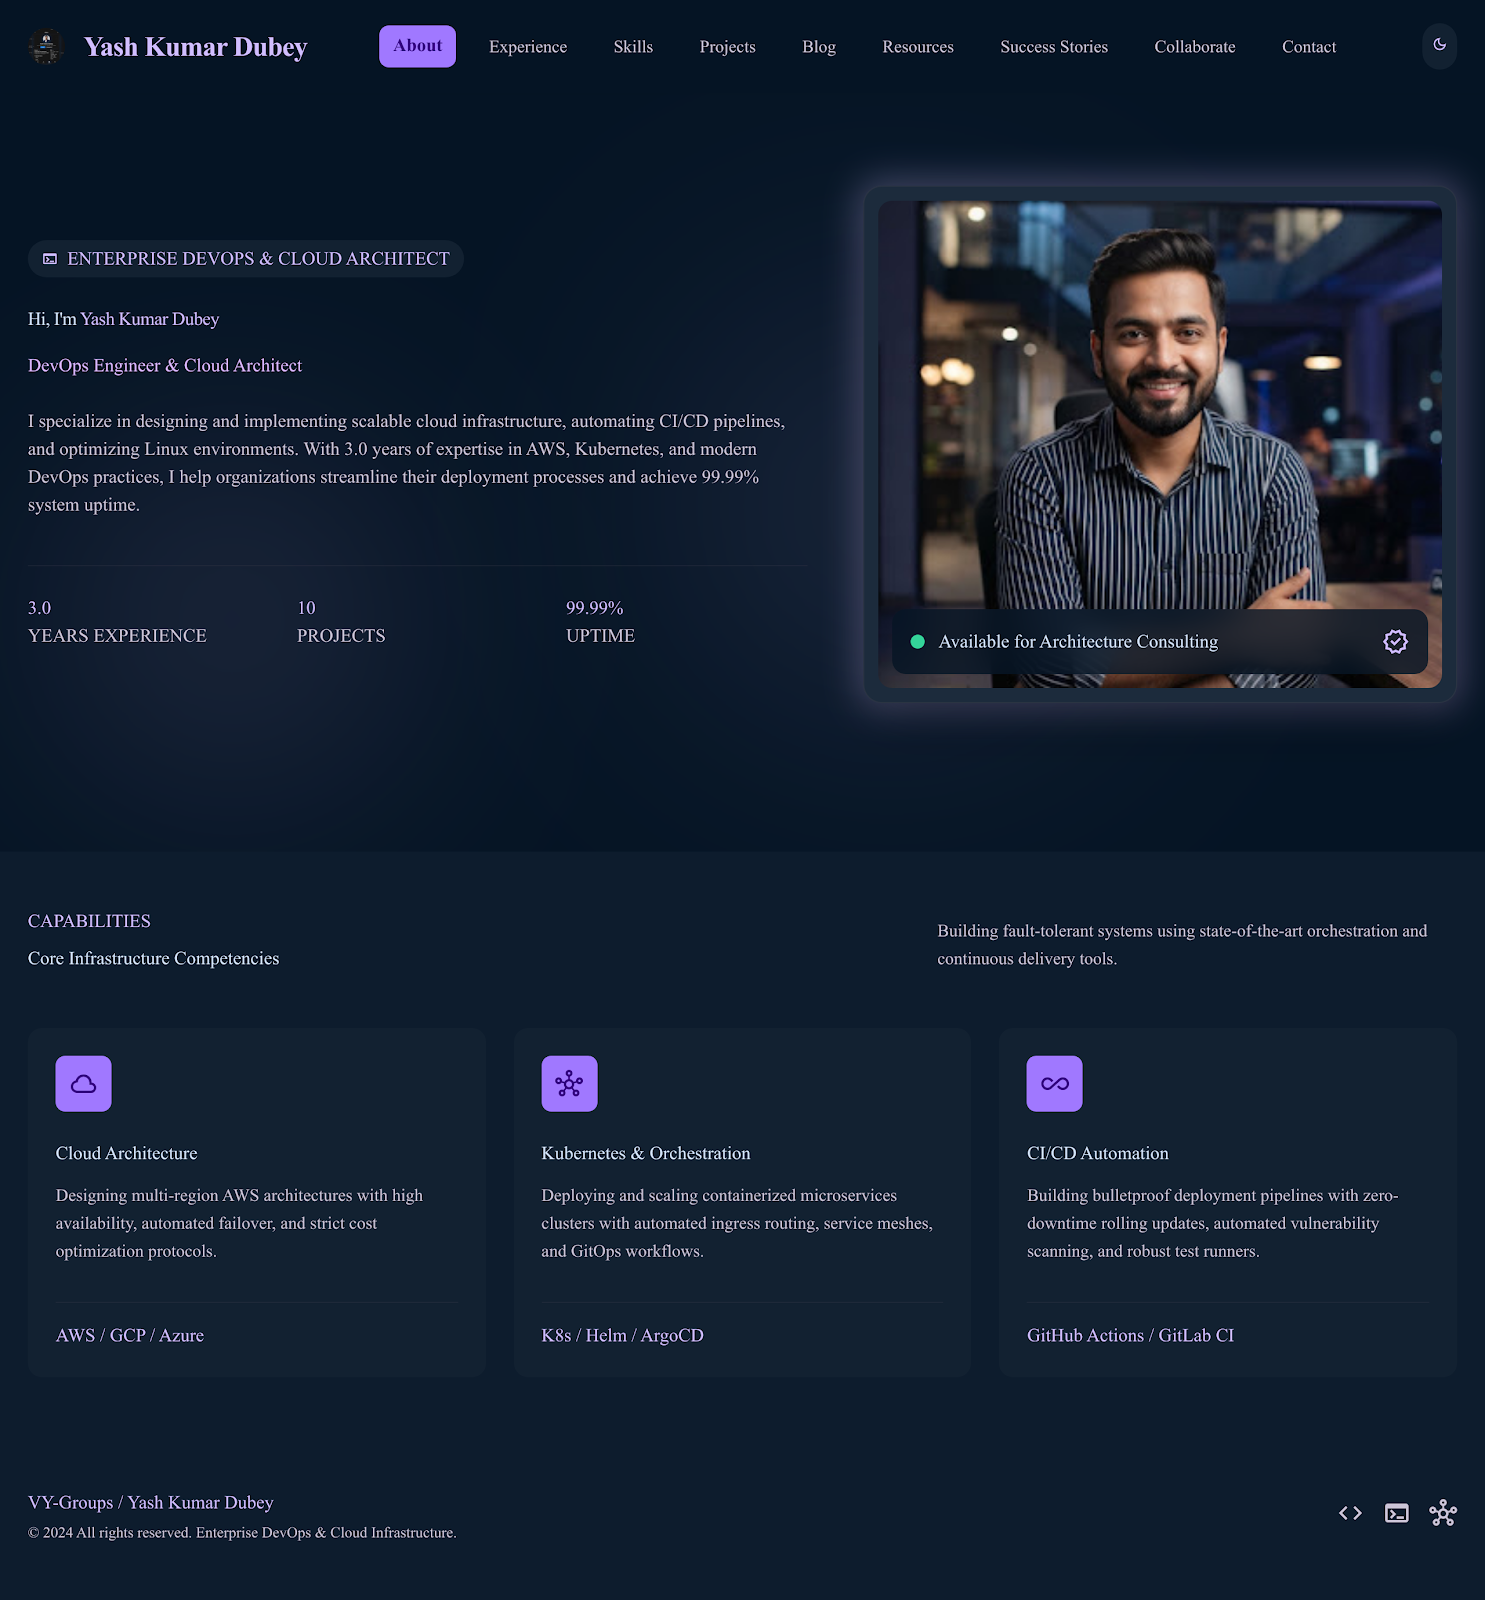 Yash Kumar Dubey
About
Experience
Skills
Projects
Blog
Resources
Success Stories
Collaborate
Contact
ENTERPRISE DEVOPS & CLOUD ARCHITECT
Hi, I'm Yash Kumar Dubey
DevOps Engineer & Cloud Architect
I specialize in designing and implementing scalable cloud infrastructure, automating CI/CD pipelines,
and optimizing Linux environments. With 3.0 years of expertise in AWS, Kubernetes, and modern
DevOps practices, I help organizations streamline their deployment processes and achieve 99.99%
system uptime.
3.0
YEARS EXPERIENCE
10
PROJECTS
99.99%
UPTIME
Available for Architecture Consulting
CAPABILITIES
Core Infrastructure Competencies
Building fault-tolerant systems using state-of-the-art orchestration and
continuous delivery tools.
Cloud Architecture
Designing multi-region AWS architectures with high
availability, automated failover, and strict cost
optimization protocols.
AWS / GCP / Azure
Kubernetes & Orchestration
Deploying and scaling containerized microservices
clusters with automated ingress routing, service meshes,
and GitOps workflows.
K8s / Helm / ArgoCD
CI/CD Automation
Building bulletproof deployment pipelines with zero-
downtime rolling updates, automated vulnerability
scanning, and robust test runners.
GitHub Actions / GitLab CI
VY-Groups / Yash Kumar Dubey
© 2024 All rights reserved. Enterprise DevOps & Cloud Infrastructure.